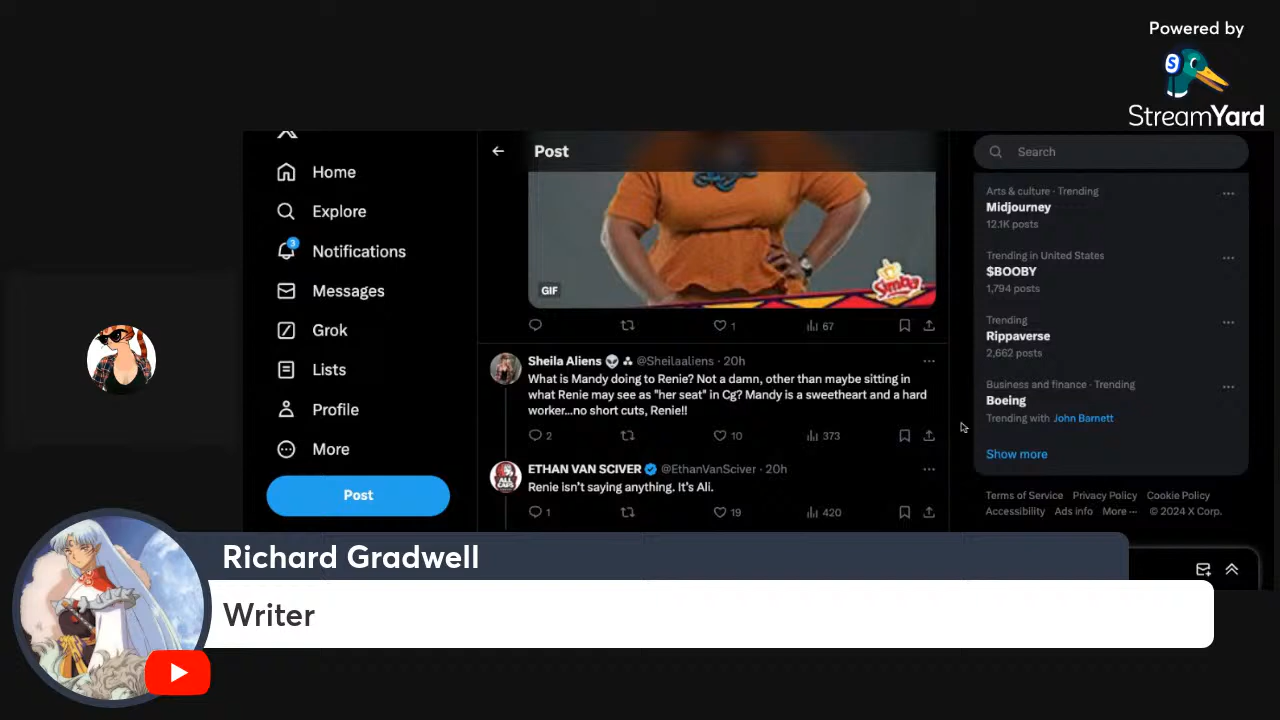 Powered by
StreamYard
Home
Explore
3
Notifications
Messages
Grok
Lists
Profile
More
Post
Post
GIF
Simba
1
67
Sheila Aliens @Sheilaaliens · 20h
What is Mandy doing to Renie? Not a damn, other than maybe sitting in
what Renie may see as "her seat" in Cg? Mandy is a sweetheart and a hard
worker...no short cuts, Renie!!
2
10
373
ALL CAPS
ETHAN VAN SCIVER @EthanVanSciver · 20h
Renie isn't saying anything. It's Ali.
1
19
420
Search
Arts & culture · Trending
Midjourney
12.1K posts
Trending in United States
$BOOBY
1,794 posts
Trending
Rippaverse
2,662 posts
Business and finance · Trending
Boeing
Trending with John Barnett
Show more
Terms of Service Privacy Policy Cookie Policy
Accessibility Ads info More ··· © 2024 X Corp.
Richard Gradwell
Writer